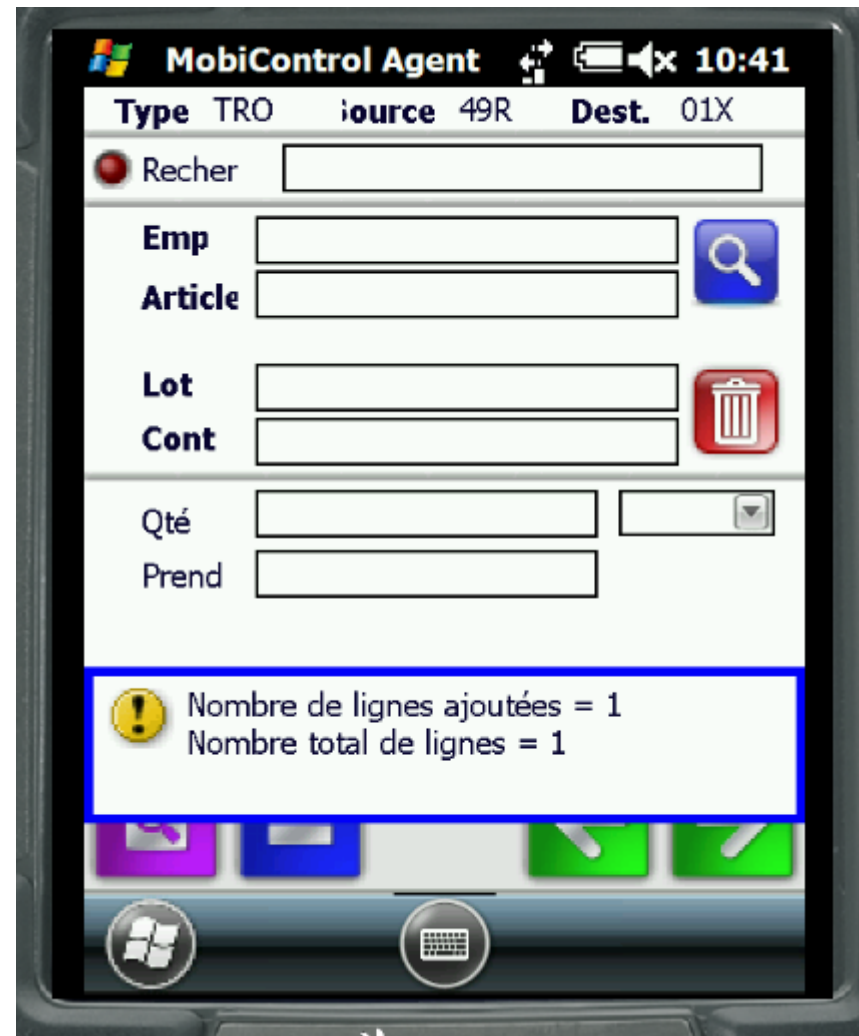 MobiControl Agent 10:41
Type TRO Source 49R Dest. 01X
Recher
Emp
Article
Lot
Cont
Qté
Prend
Nombre de lignes ajoutées = 1
Nombre total de lignes = 1